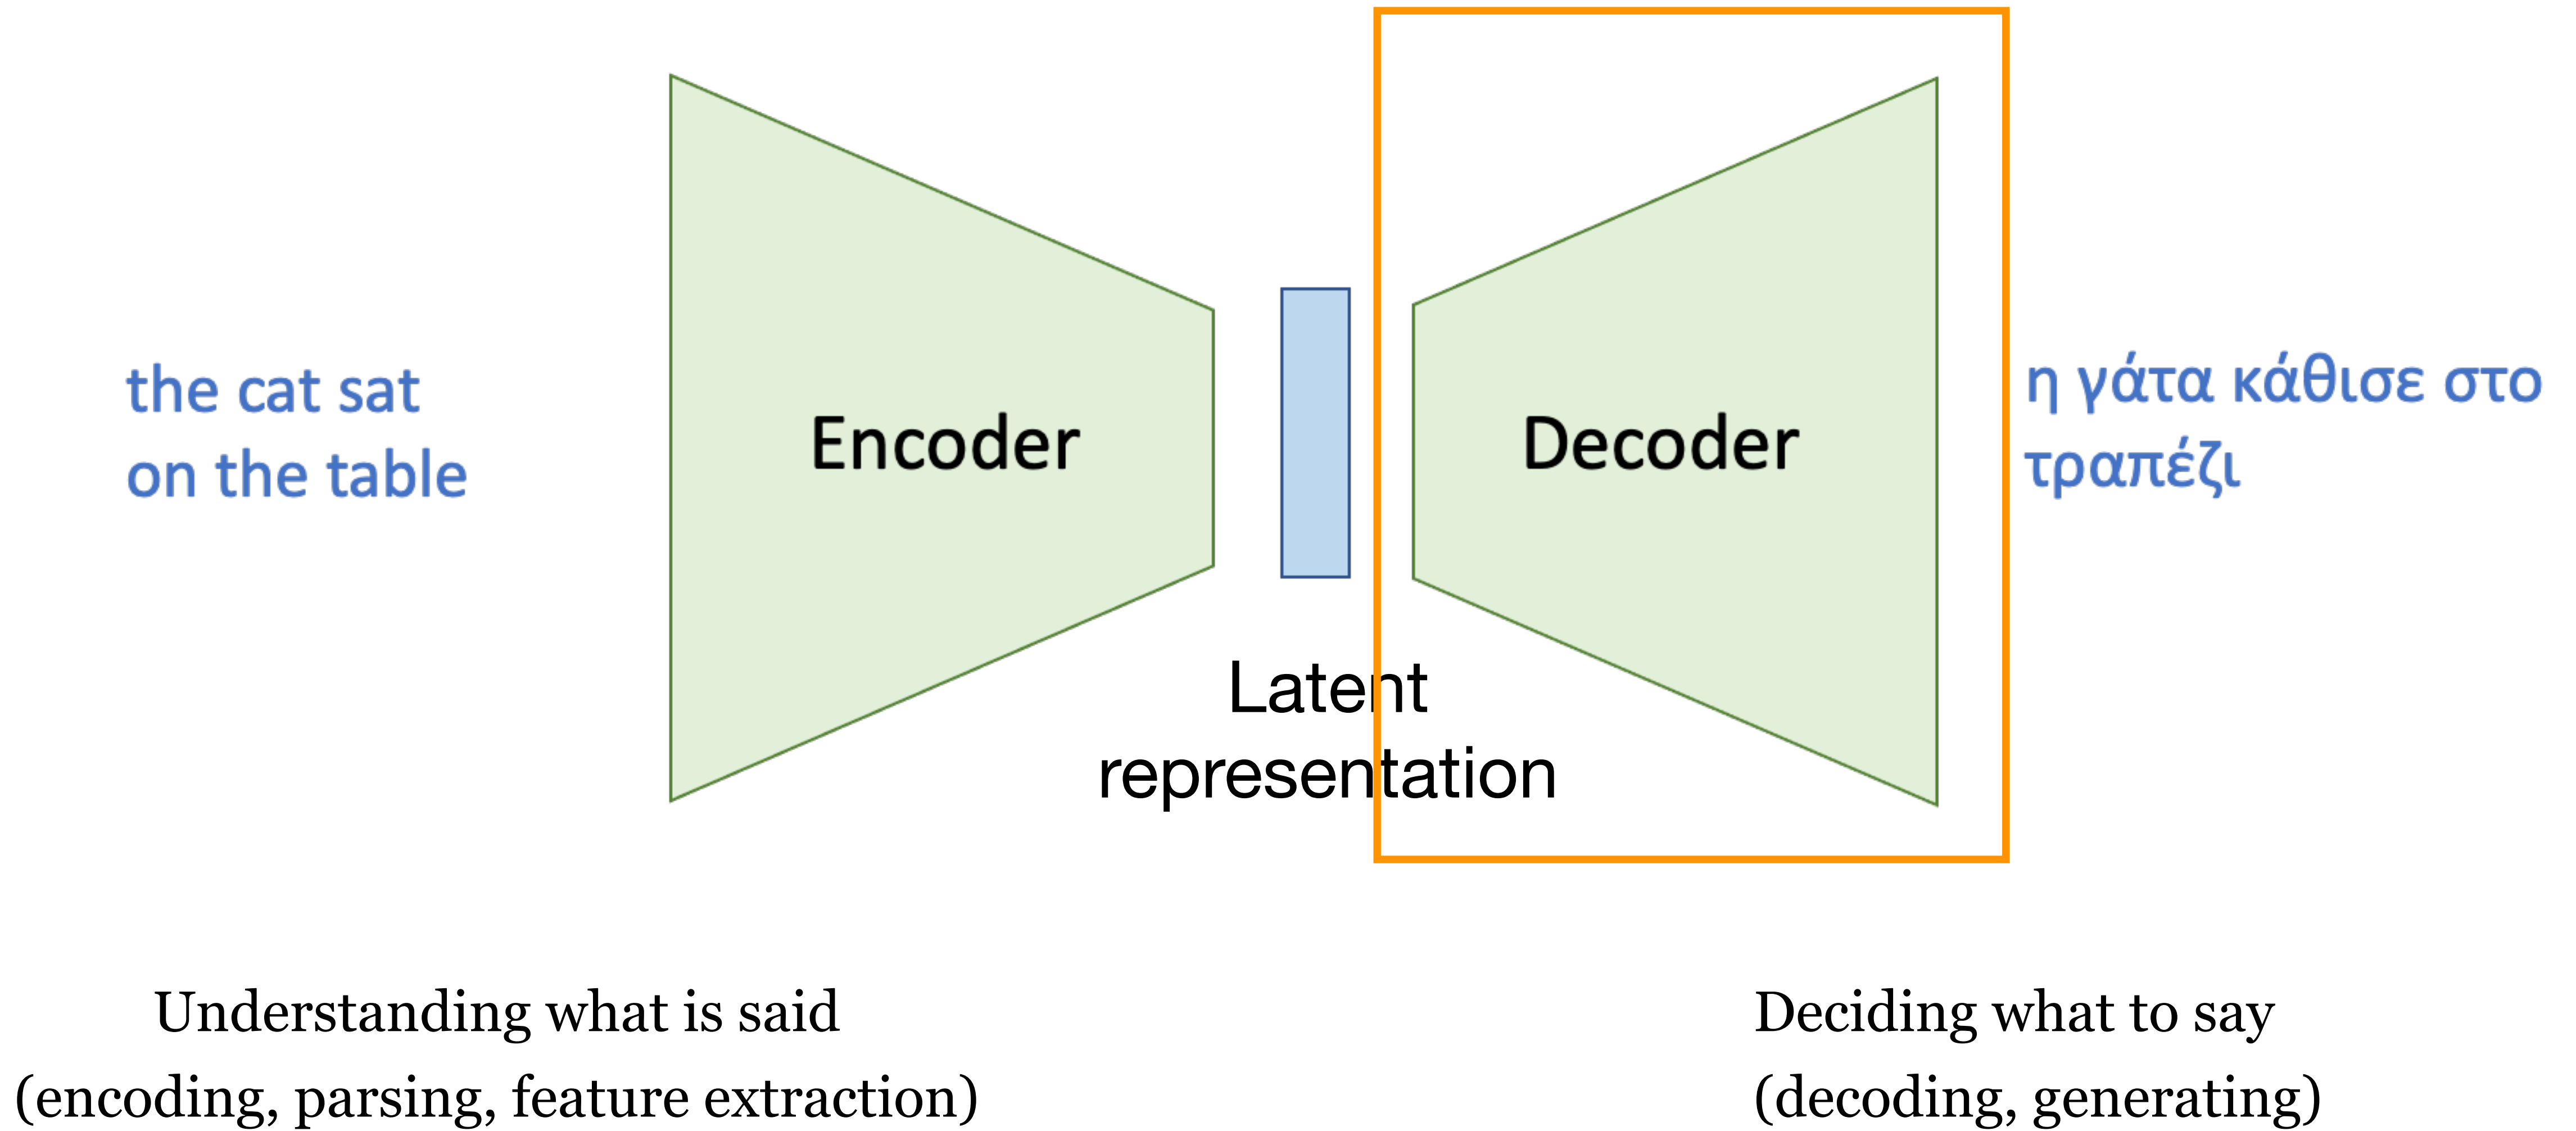 the cat sat
on the table
Encoder
Latent
representation
Decoder
η γάτα κάθισε στο
τραπέζι
Understanding what is said
(encoding, parsing, feature extraction)
Deciding what to say
(decoding, generating)